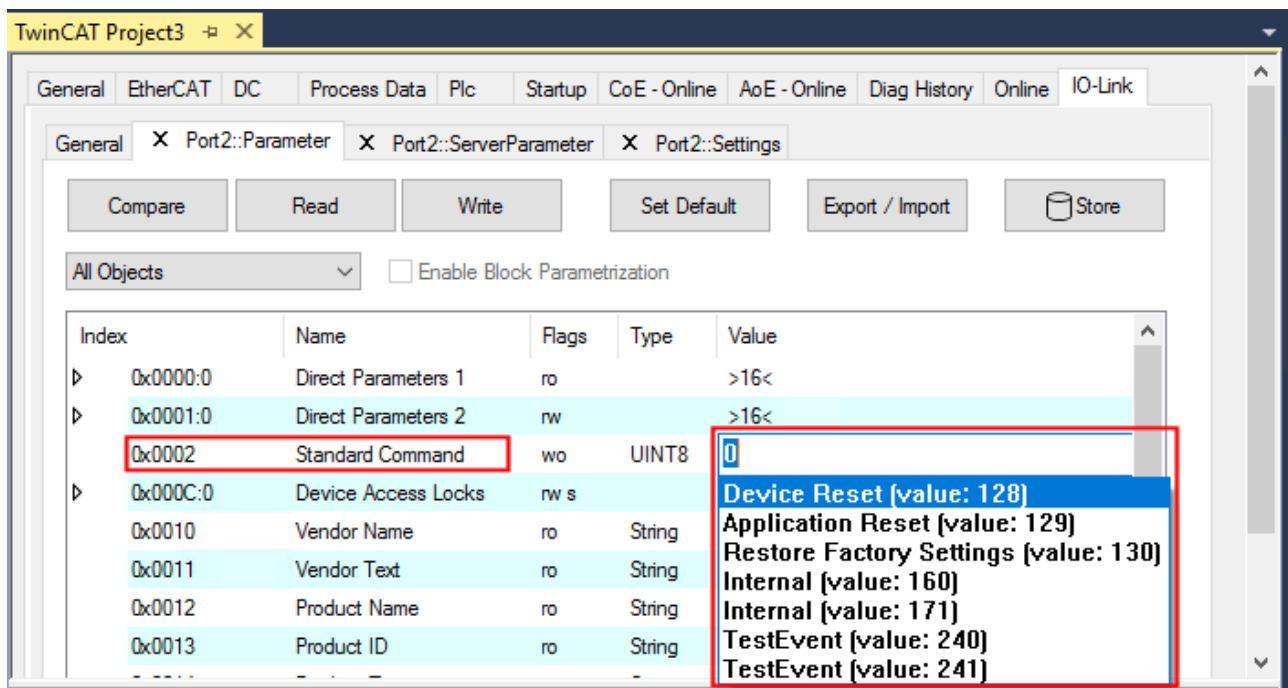 TwinCAT Project3
General EtherCAT DC Process Data Plc Startup CoE - Online AoE - Online Diag History Online IO-Link
General X Port2::Parameter X Port2::ServerParameter X Port2::Settings
Compare Read Write Set Default Export / Import Store
All Objects Enable Block Parametrization
Index Name Flags Type Value
0x0000:0 Direct Parameters 1 ro >16<
0x0001:0 Direct Parameters 2 rw >16<
0x0002 Standard Command wo UINT8 0
0x000C:0 Device Access Locks rw s
Device Reset (value: 128)
Application Reset (value: 129)
0x0010 Vendor Name ro String
Restore Factory Settings (value: 130)
0x0011 Vendor Text ro String
Internal (value: 160)
0x0012 Product Name ro String
Internal (value: 171)
0x0013 Product ID ro String
TestEvent (value: 240)
TestEvent (value: 241)